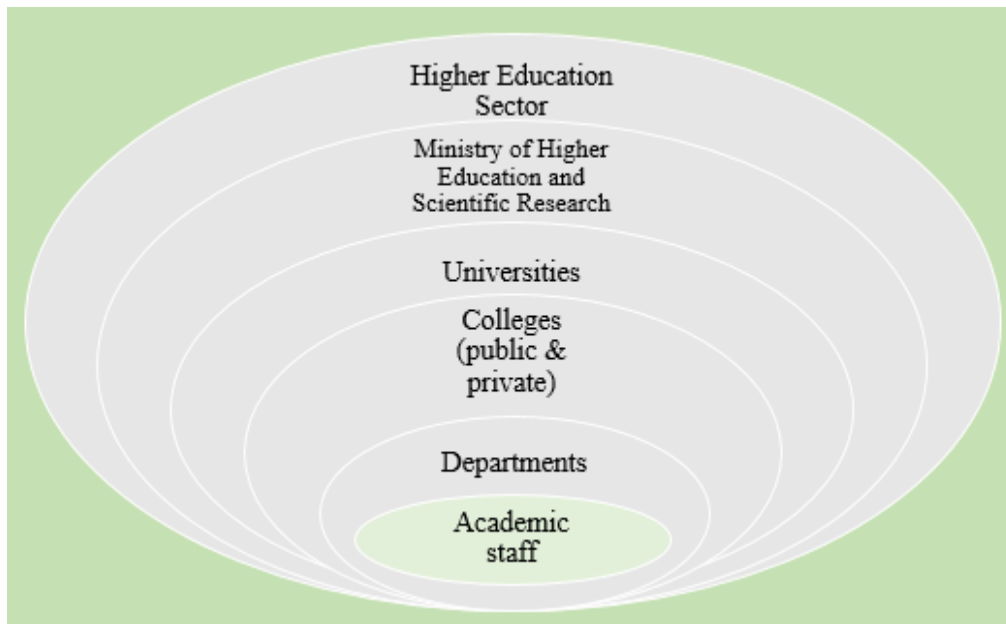 Higher Education
Sector
Ministry of Higher
Education and
Scientific Research
Universities
Colleges
(public &
private)
Departments
Academic
staff